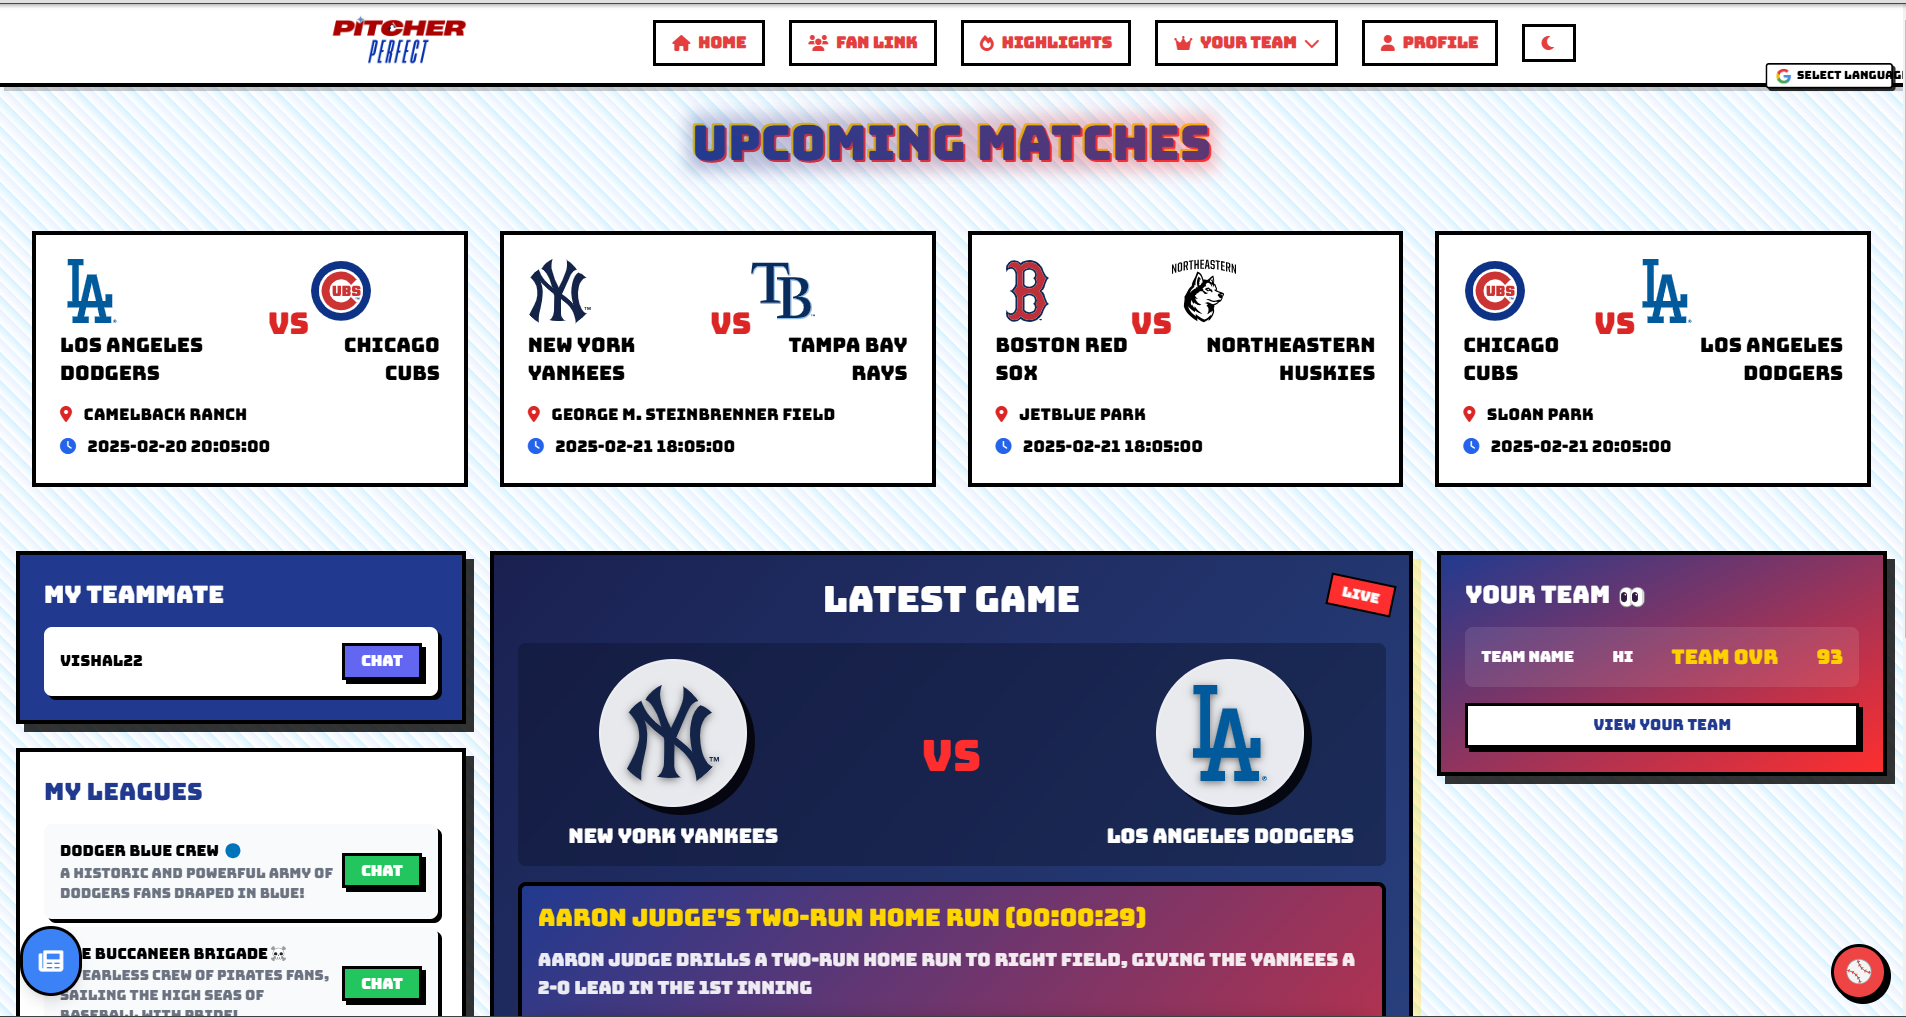 PITCHER
PERFECT
HOME
FAN LINK
HIGHLIGHTS
YOUR TEAM
PROFILE
SELECT LANGUAG
UPCOMING MATCHES
LA
CUBS
VS
LOS ANGELES
DODGERS
CHICAGO
CUBS
CAMELBACK RANCH
2025-02-20 20:05:00
NY
TM
TB
VS
NEW YORK
YANKEES
TAMPA BAY
RAYS
GEORGE M. STEINBRENNER FIELD
2025-02-21 18:05:00
B
NORTHEASTERN
VS
BOSTON RED
SOX
NORTHEASTERN
HUSKIES
JETBLUE PARK
2025-02-21 18:05:00
CUBS
LA
VS
CHICAGO
CUBS
LOS ANGELES
DODGERS
SLOAN PARK
2025-02-21 20:05:00
MY TEAMMATE
VISHAL22
CHAT
MY LEAGUES
DODGER BLUE CREW
A HISTORIC AND POWERFUL ARMY OF
DODGERS FANS DRAPED IN BLUE!
CHAT
E BUCCANEER BRIGADE
EARLESS CREW OF PIRATES FANS,
SAILING THE HIGH SEAS OF
BASEBALL WITH PRIDE!
CHAT
LATEST GAME
LIVE
NY
TM
VS
LA
NEW YORK YANKEES
LOS ANGELES DODGERS
AARON JUDGE'S TWO-RUN HOME RUN (00:00:29)
AARON JUDGE DRILLS A TWO-RUN HOME RUN TO RIGHT FIELD, GIVING THE YANKEES A
2-0 LEAD IN THE 1ST INNING
YOUR TEAM
TEAM NAME
HI
TEAM OVR
93
VIEW YOUR TEAM